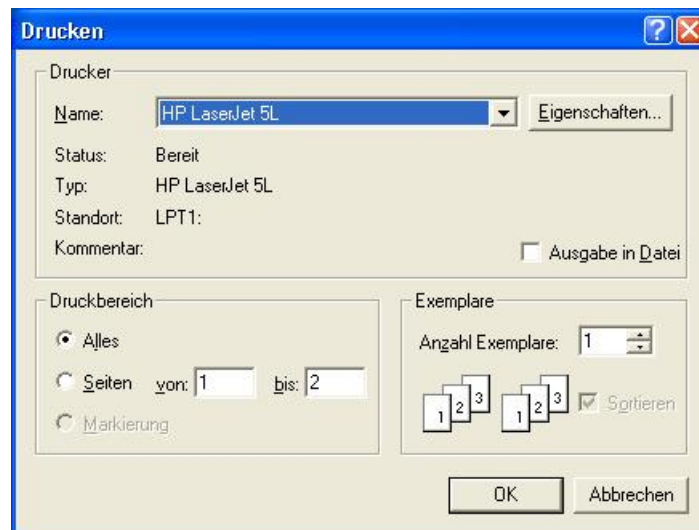 Drucken
Drucker
Name: HP LaserJet 5L Eigenschaften...
Status: Bereit
Typ: HP LaserJet 5L
Standort: LPT1:
Kommentar:
Ausgabe in Datei
Druckbereich
Alles
Seiten von: 1 bis: 2
Markierung
Exemplare
Anzahl Exemplare: 1
1 2 3 1 2 3 Sortieren
OK Abbrechen